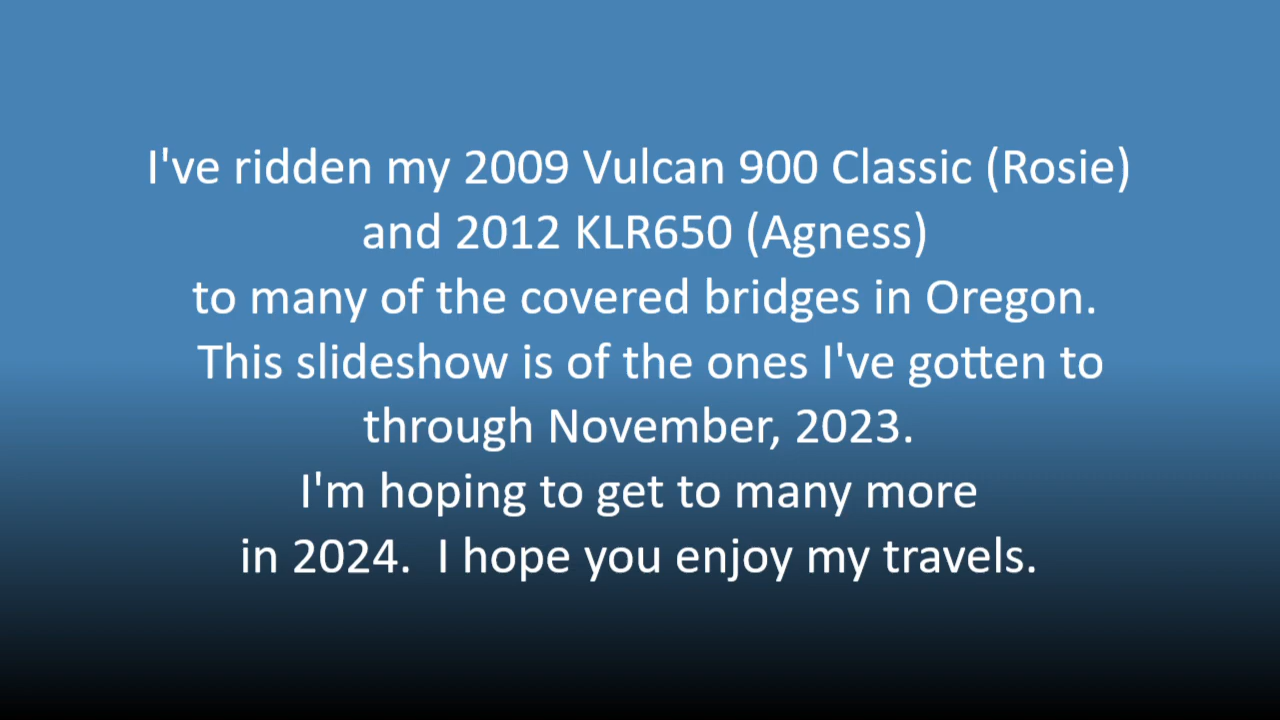 I've ridden my 2009 Vulcan 900 Classic (Rosie)
and 2012 KLR650 (Agness)
to many of the covered bridges in Oregon.
This slideshow is of the ones I've gotten to
through November, 2023.
I'm hoping to get to many more
in 2024.  I hope you enjoy my travels.